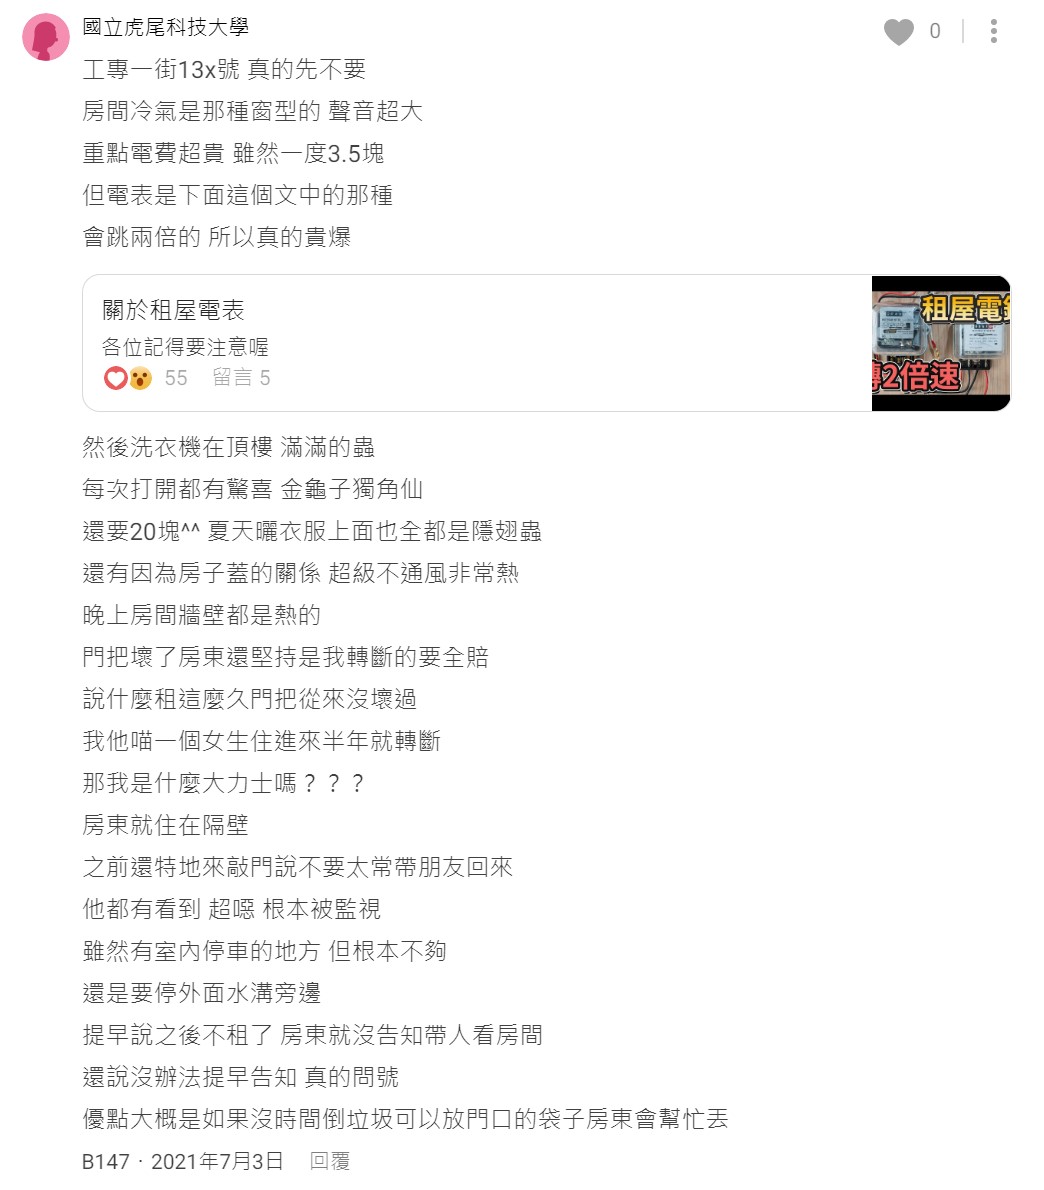 國立虎尾科技大學
0
工專一街13x號 真的先不要
房間冷氣是那種窗型的 聲音超大
重點電費超貴 雖然一度3.5塊
但電表是下面這個文中的那種
會跳兩倍的 所以真的貴爆
關於租屋電表
各位記得要注意喔
55 留言 5
租屋電
轉2倍速
然後洗衣機在頂樓 滿滿的蟲
每次打開都有驚喜 金龜子獨角仙
還要20塊^^ 夏天曬衣服上面也全都是隱翅蟲
還有因為房子蓋的關係 超級不通風非常熱
晚上房間牆壁都是熱的
門把壞了房東還堅持是我轉斷的要全賠
說什麼租這麼久門把從來沒壞過
我他喵一個女生住進來半年就轉斷
那我是什麼大力士嗎？？？
房東就住在隔壁
之前還特地來敲門說不要太常帶朋友回來
他都有看到 超噁 根本被監視
雖然有室內停車的地方 但根本不夠
還是要停外面水溝旁邊
提早說之後不租了 房東就沒告知帶人看房間
還說沒辦法提早告知 真的問號
優點大概是如果沒時間倒垃圾可以放門口的袋子房東會幫忙丟
B147 · 2021年7月3日 回覆